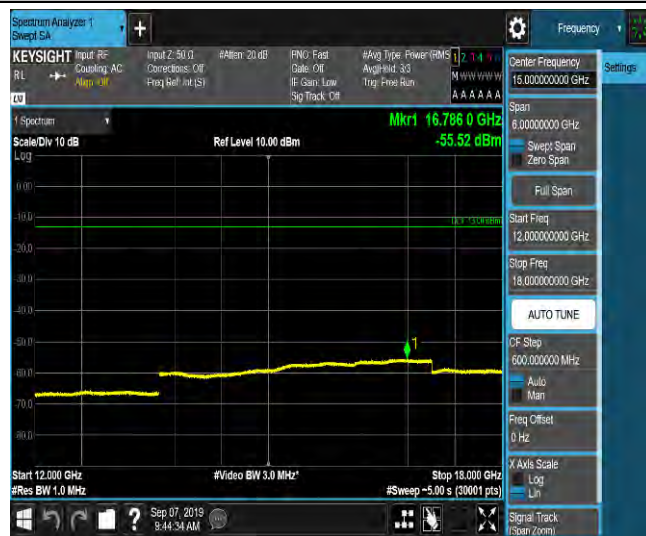 Spectrum Analyzer 1
Swept SA
+
Frequency
KEYSIGHT
Input: RF
Input Z: 50 Ω
#Atten: 20 dB
PNO: Fast
#Avg Type: Power (RMS
RL
Coupling: AC
Corrections: Off
Gate: Off
Avg|Hold: 3/3
Align: Off
Freq Ref: Int (S)
IF Gain: Low
Trig: Free Run
Sig Track: Off
M W W W W W
A A A A A A
1 Spectrum
Mkr1 16.786 0 GHz
Scale/Div 10 dB
Ref Level 10.00 dBm
-55.52 dBm
Log
0.00
-10.0
-20.0
-30.0
-40.0
-50.0
-60.0
-70.0
-80.0
1
Start 12.000 GHz
#Video BW 3.0 MHz*
Stop 18.000 GHz
#Res BW 1.0 MHz
#Sweep ~5.00 s (30001 pts)
Sep 07, 2019
9:44:34 AM
Settings
Center Frequency
15.000000000 GHz
Span
6.00000000 GHz
Swept Span
Zero Span
Full Span
Start Freq
12.000000000 GHz
Stop Freq
18.000000000 GHz
AUTO TUNE
CF Step
600.000000 MHz
Auto
Man
Freq Offset
0 Hz
X Axis Scale
Log
Lin
Signal Track
(Span Zoom)